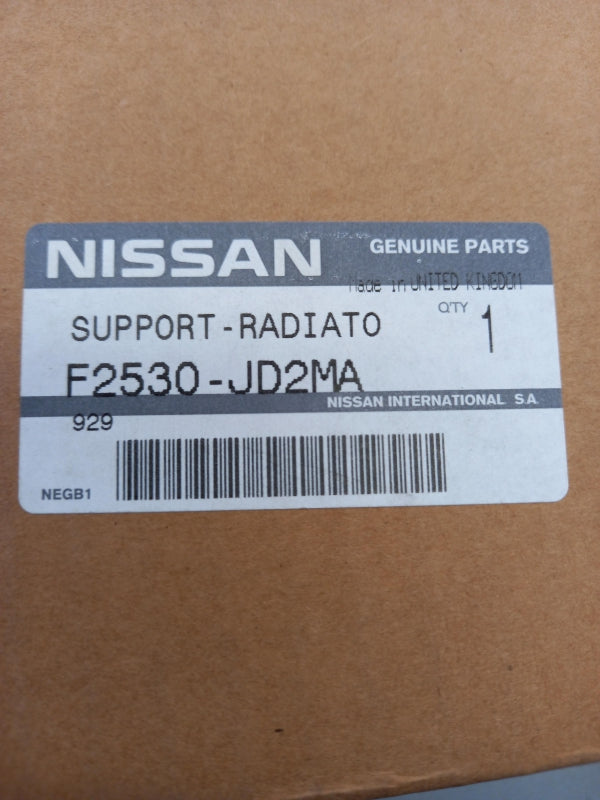 NISSAN GENUINE PARTS
Made in UNITED KINGDOM
Q'TY 1
SUPPORT-RADIATO
F2530-JD2MA
NISSAN INTERNATIONAL S.A.
929
NEGB1